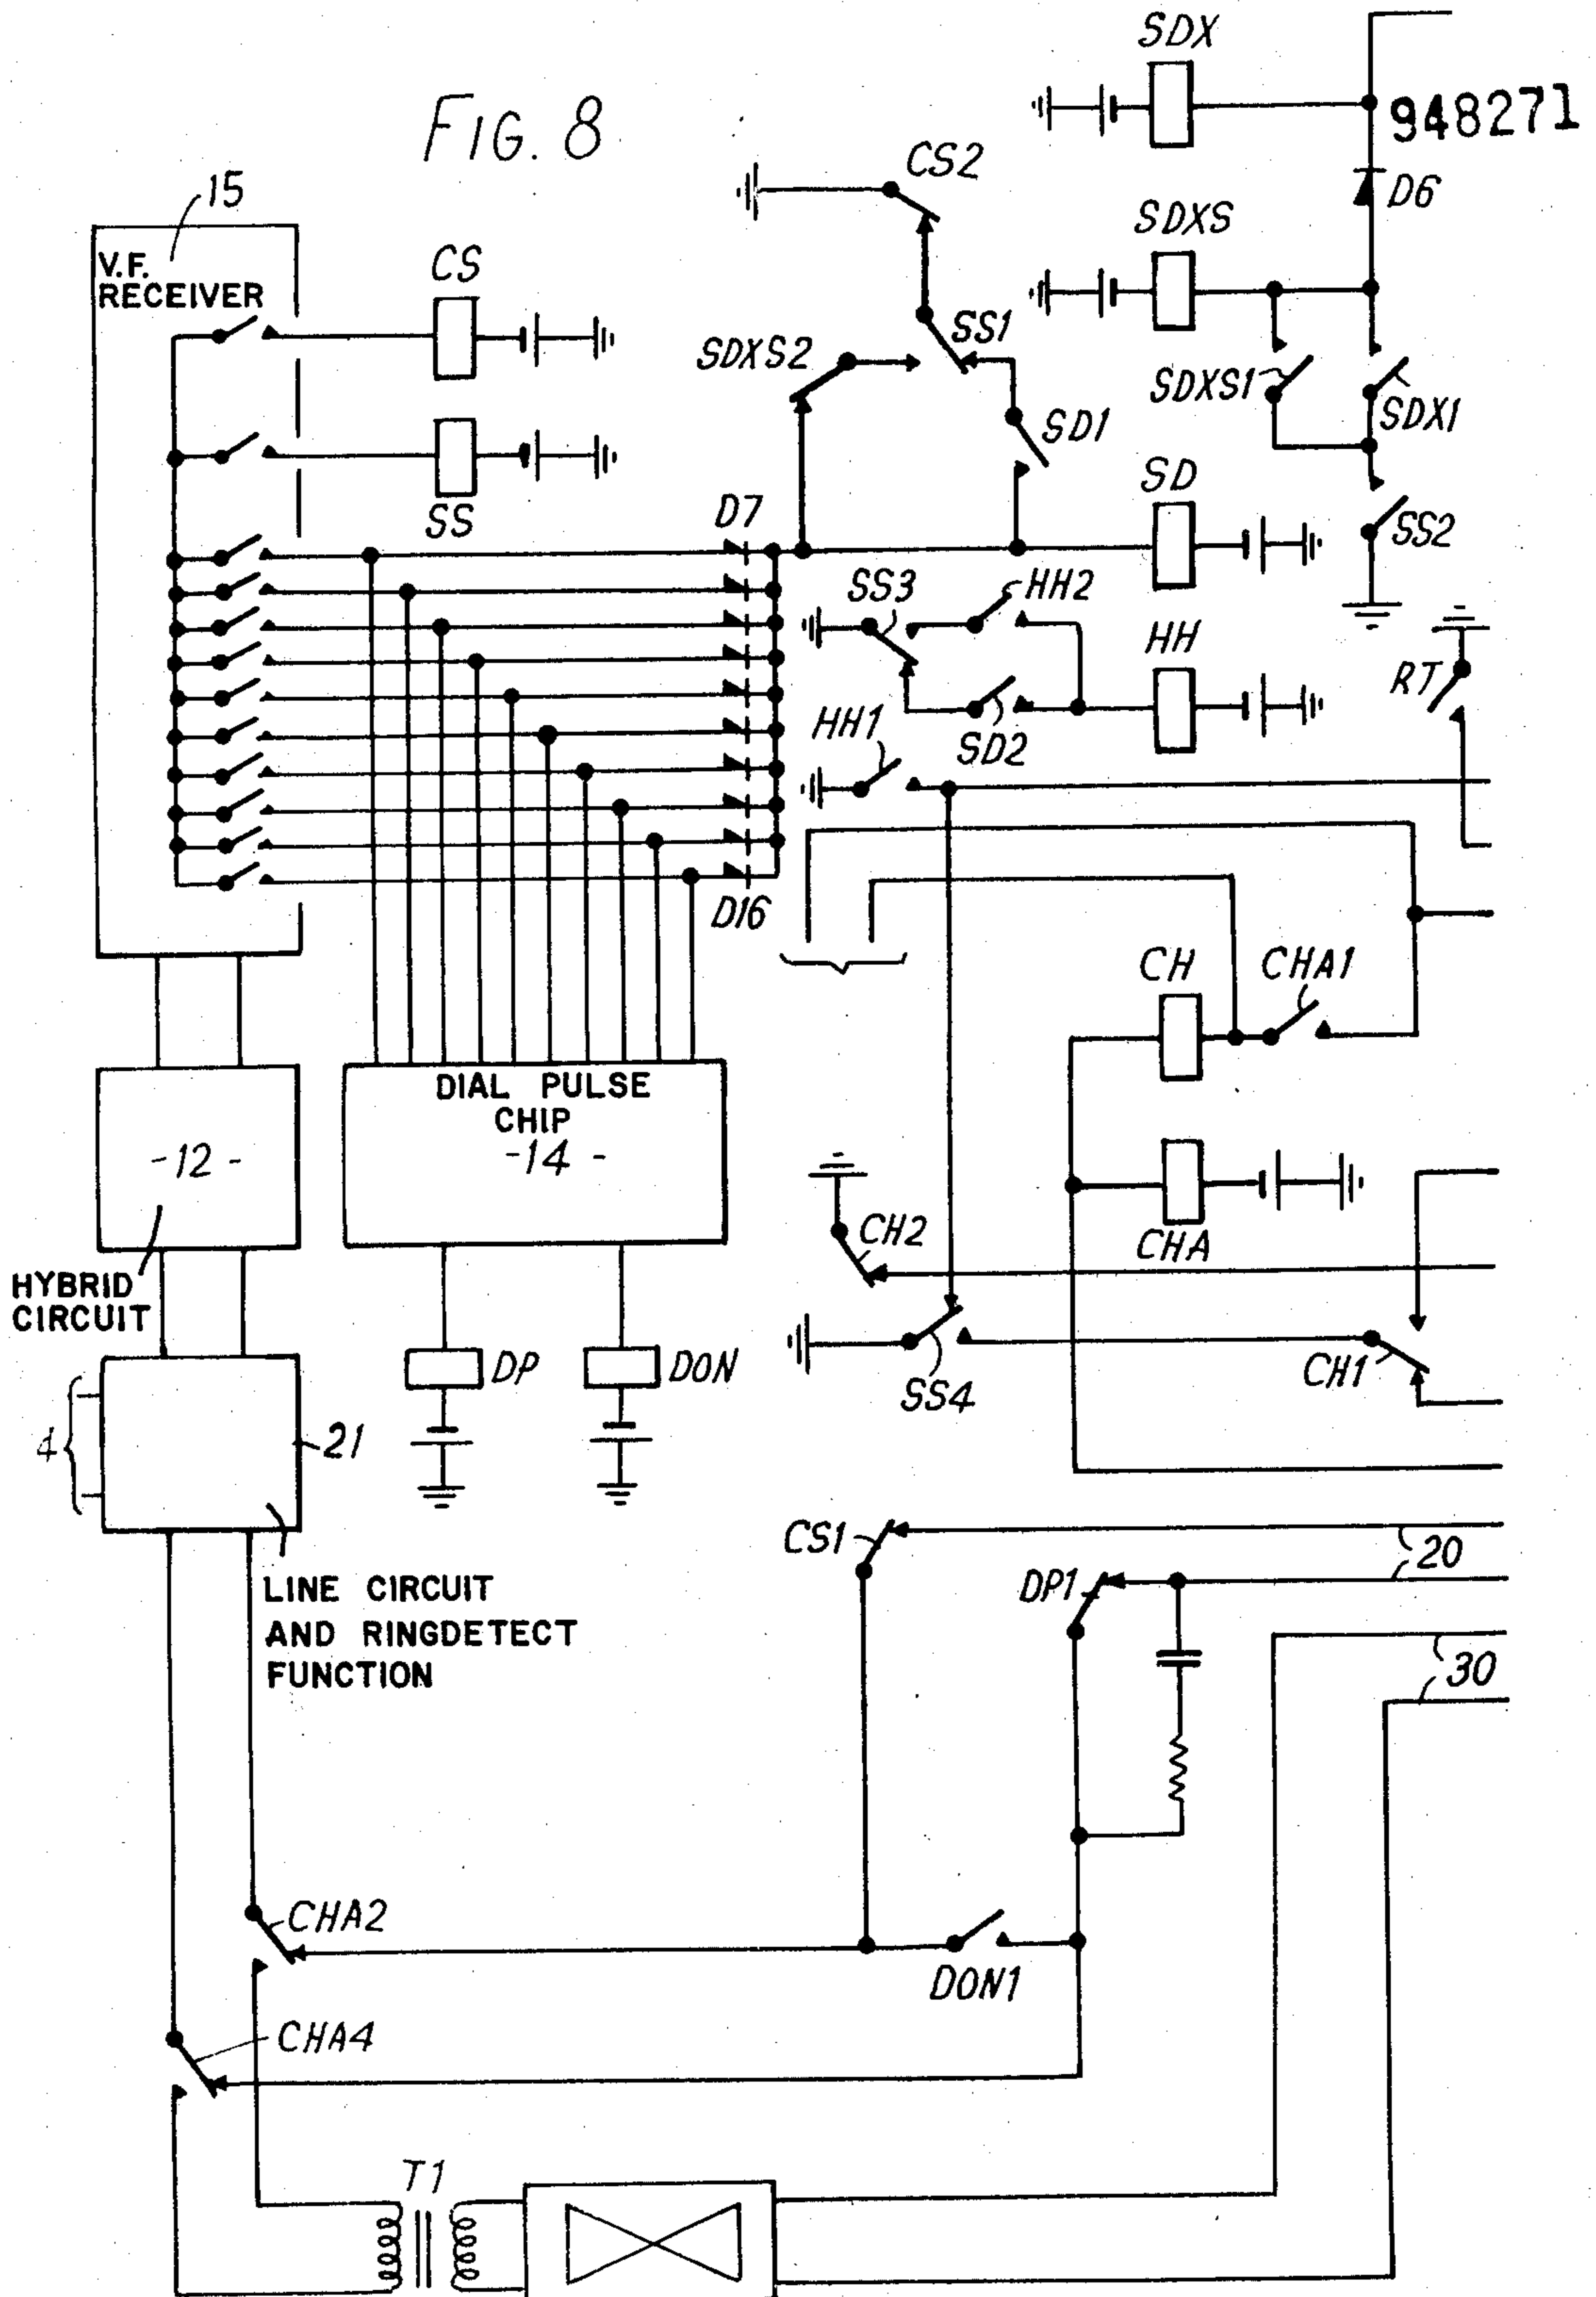 FIG. 8
SDX
948271
CS2
D6
15
V.F.
RECEIVER
CS
SDXS
SS1
SDXS2
SDXS1
SDX1
SD1
SS
D7
SD
SS2
SS3
HH2
HH
RT
HH1
SD2
D16
CH
CHA1
DIAL PULSE
CHIP
-14-
-12-
CH2
CHA
HYBRID
CIRCUIT
DP
DON
SS4
CH1
4
21
CS1
20
LINE CIRCUIT
AND RINGDETECT
FUNCTION
DP1
30
CHA2
DON1
CHA4
T1